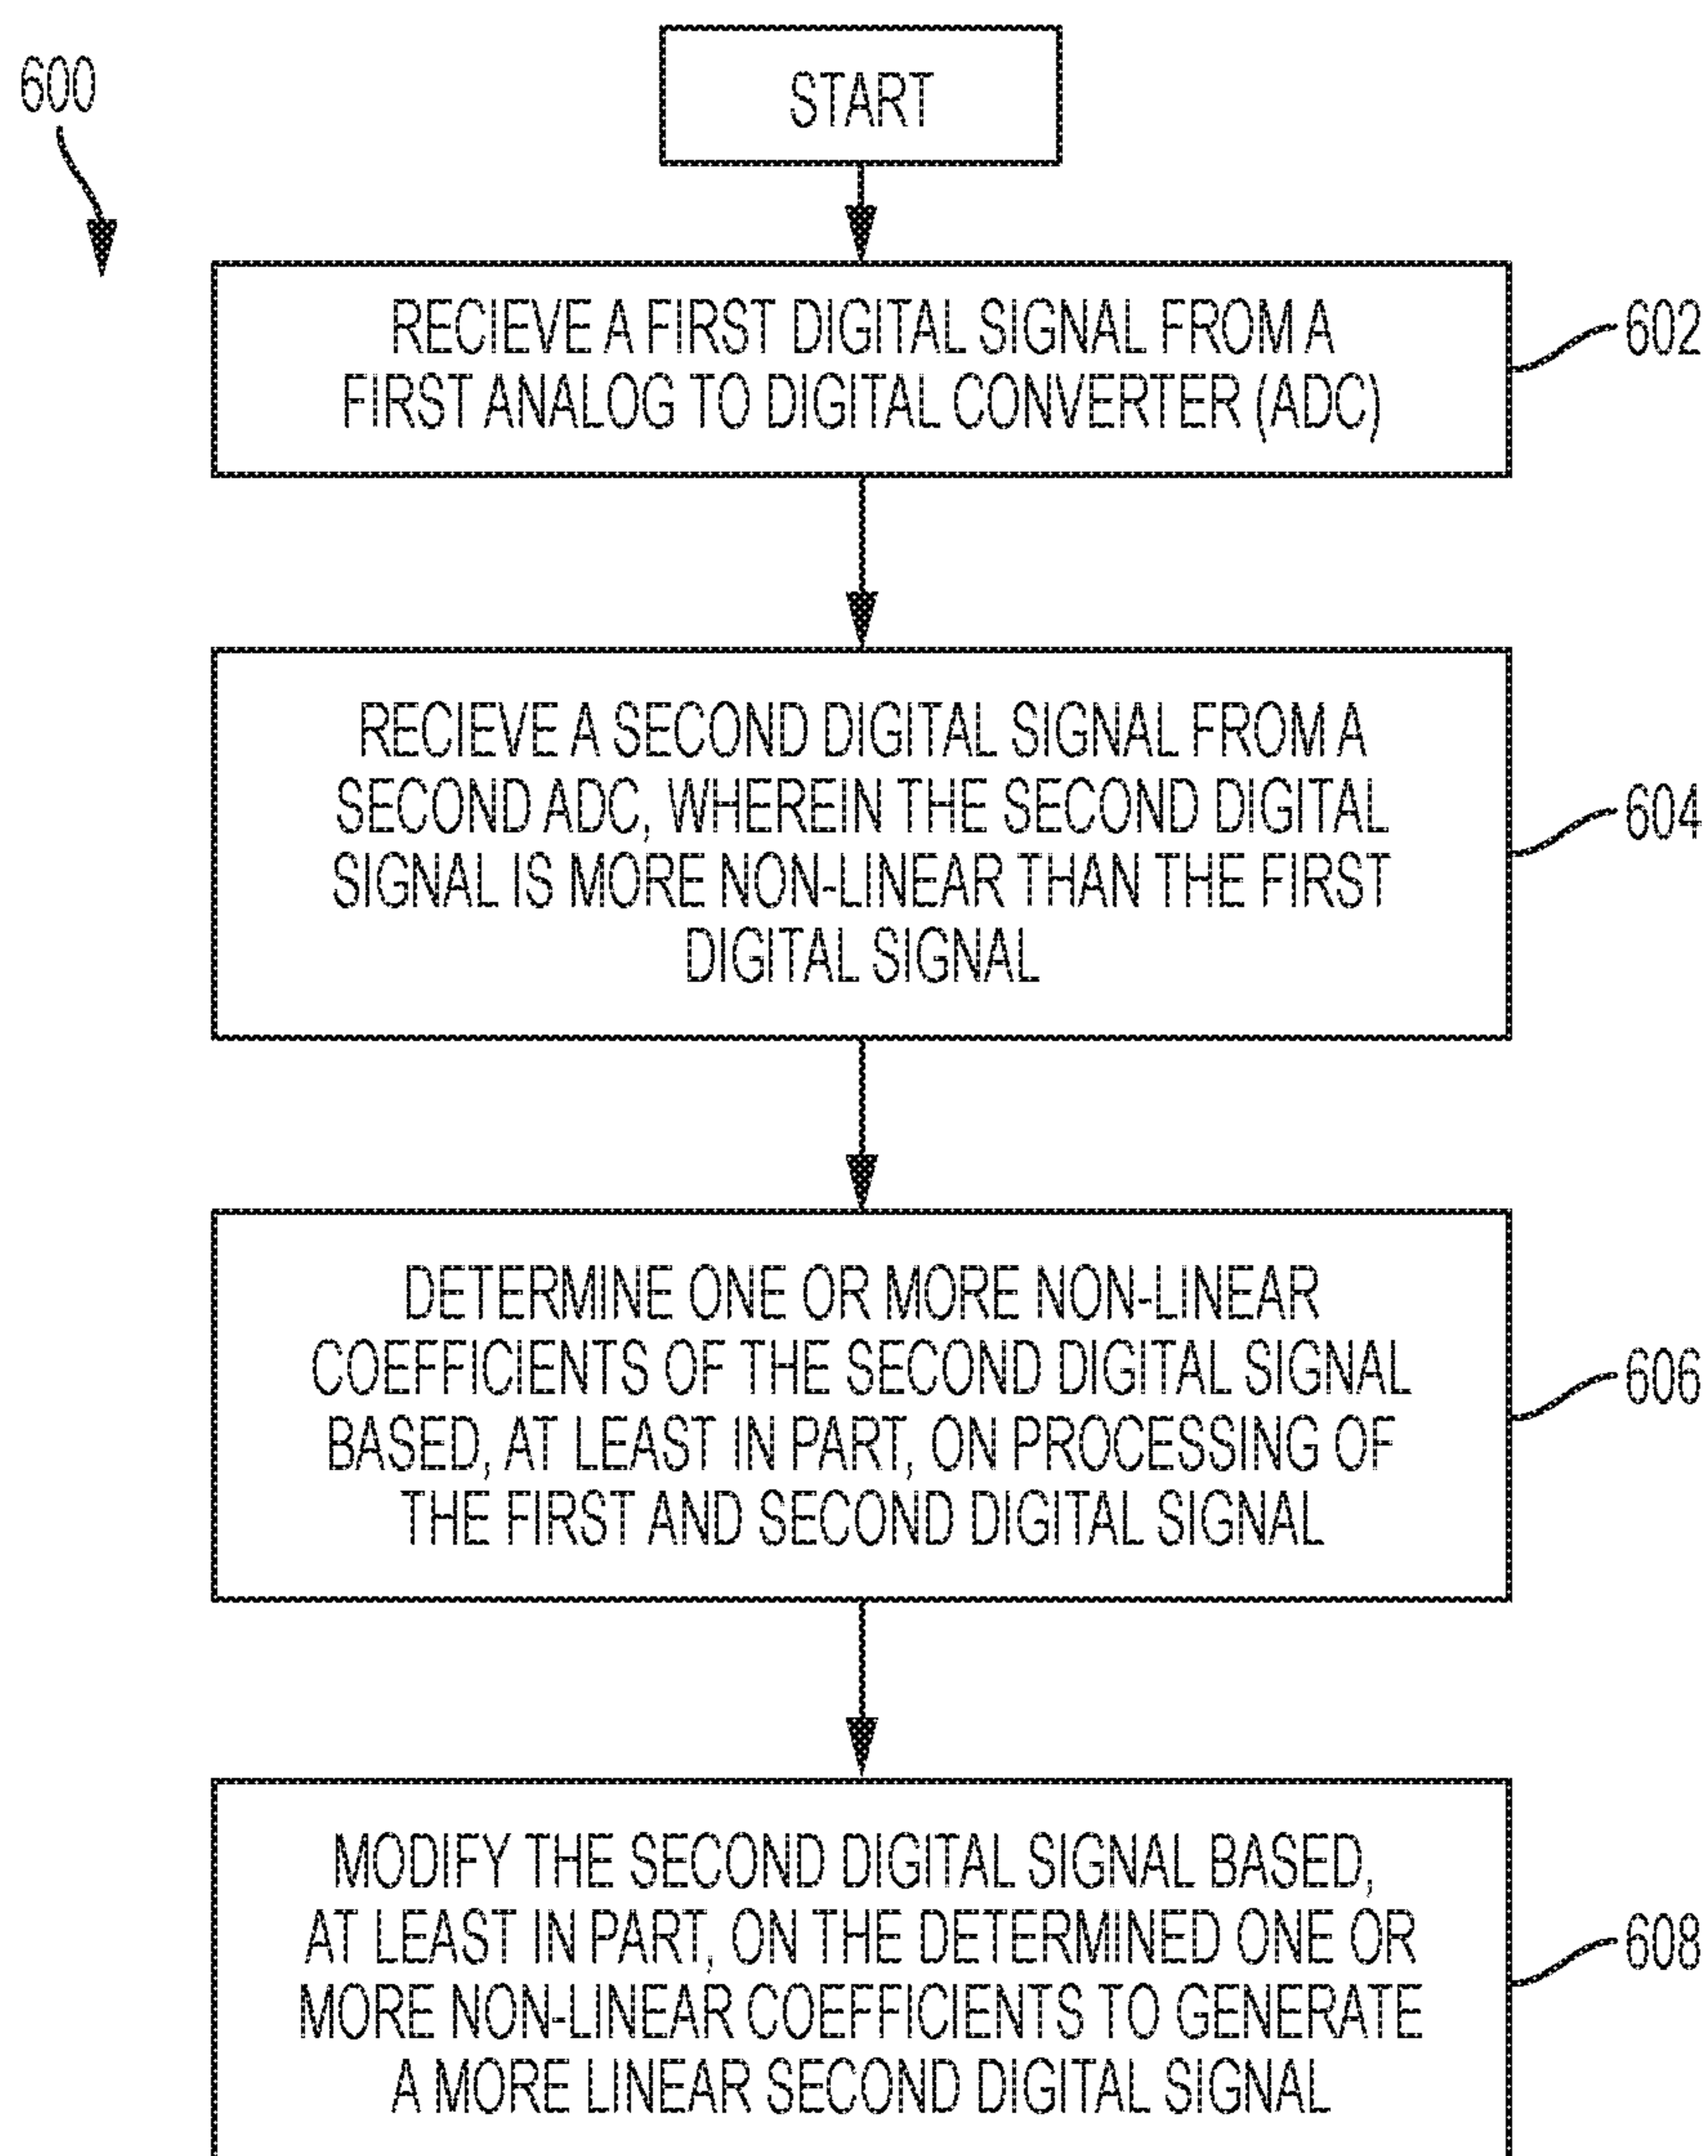 600
START
RECIEVE A FIRST DIGITAL SIGNAL FROM A
FIRST ANALOG TO DIGITAL CONVERTER (ADC)
602
RECIEVE A SECOND DIGITAL SIGNAL FROM A
SECOND ADC, WHEREIN THE SECOND DIGITAL
SIGNAL IS MORE NON-LINEAR THAN THE FIRST
DIGITAL SIGNAL
604
DETERMINE ONE OR MORE NON-LINEAR
COEFFICIENTS OF THE SECOND DIGITAL SIGNAL
BASED, AT LEAST IN PART, ON PROCESSING OF
THE FIRST AND SECOND DIGITAL SIGNAL
606
MODIFY THE SECOND DIGITAL SIGNAL BASED,
AT LEAST IN PART, ON THE DETERMINED ONE OR
MORE NON-LINEAR COEFFICIENTS TO GENERATE
A MORE LINEAR SECOND DIGITAL SIGNAL
608